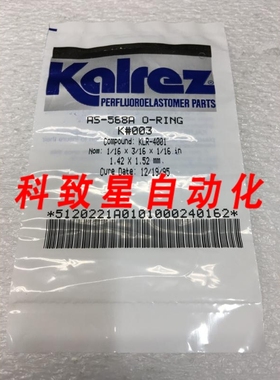 Kalrez
PERFLUOROELASTOMER PARTS
AS-568A O-RING
K#003
Compound: KLR-4001
Nom: 1/16 x 3/16 x 1/16 in
1.42 X 1.52 mm.
Cure Date: 12/19/95
科致星自动化
*5120221A0101000240162*